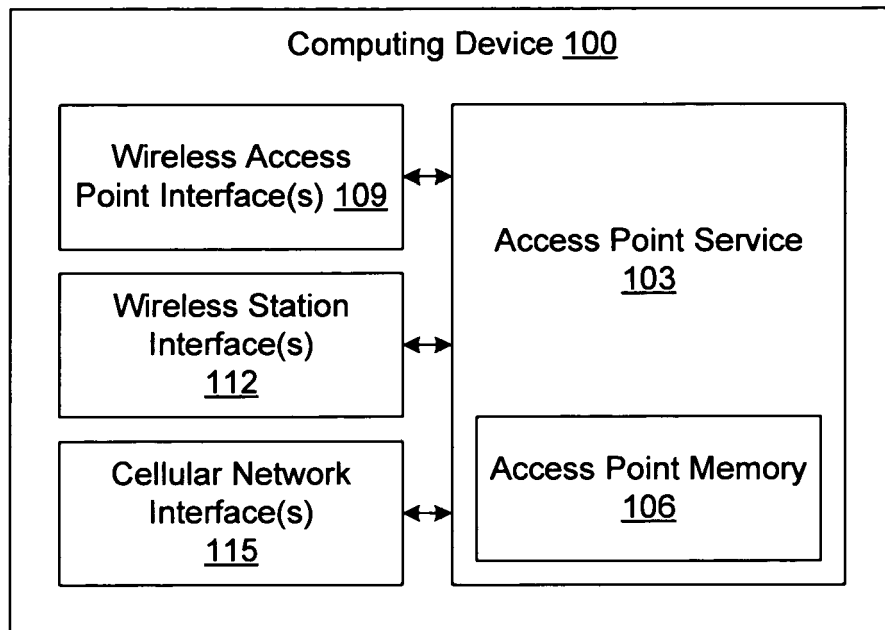 Computing Device 100
Wireless Access
Point Interface(s) 109
Wireless Station
Interface(s)
112
Cellular Network
Interface(s)
115
Access Point Service
103
Access Point Memory
106